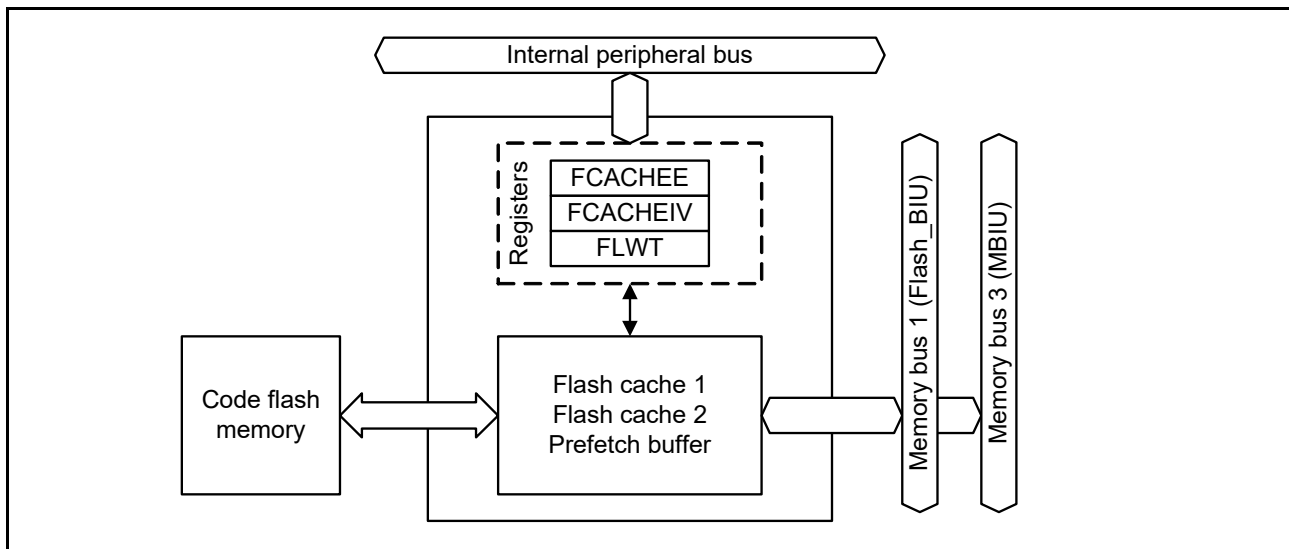 Internal peripheral bus
Registers
FCACHEE
FCACHEIV
FLWT
Code flash
memory
Flash cache 1
Flash cache 2
Prefetch buffer
Memory bus 1 (Flash_BIU)
Memory bus 3 (MBIU)